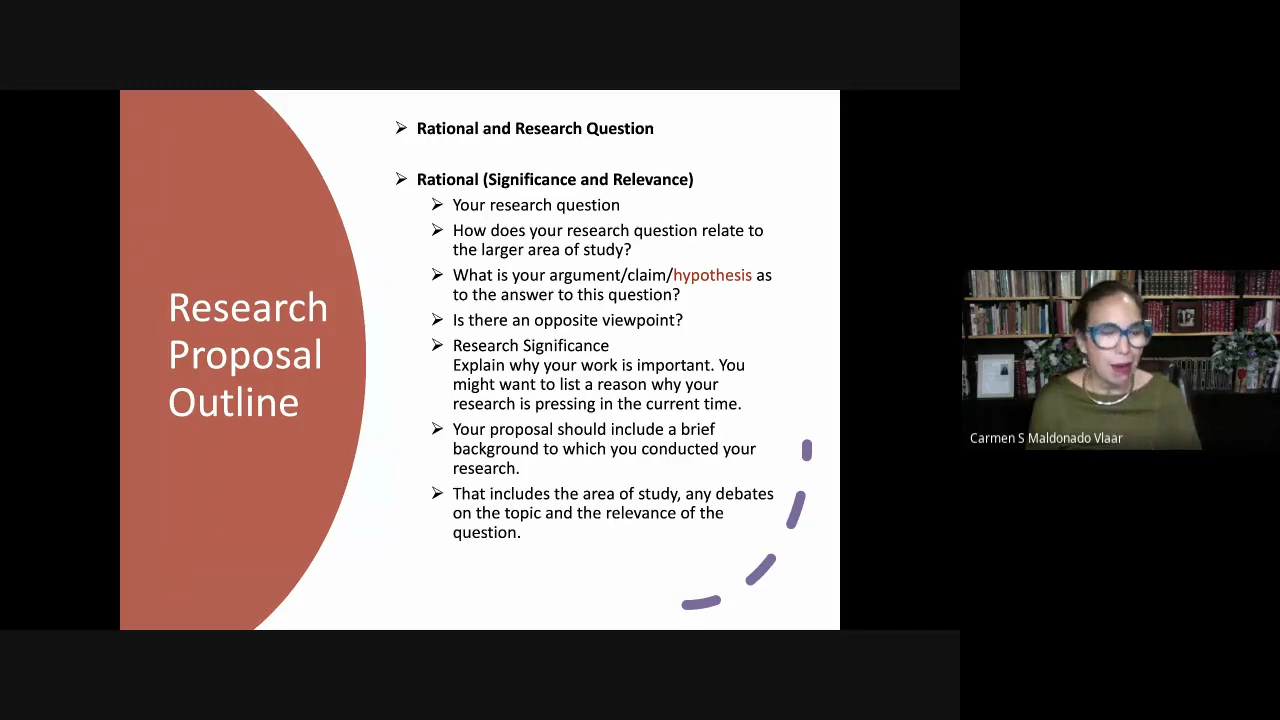 Research
Proposal
Outline
➢ Rational and Research Question
➢ Rational (Significance and Relevance)
➢ Your research question
➢ How does your research question relate to
the larger area of study?
➢ What is your argument/claim/hypothesis as
to the answer to this question?
➢ Is there an opposite viewpoint?
➢ Research Significance
Explain why your work is important. You
might want to list a reason why your
research is pressing in the current time.
➢ Your proposal should include a brief
background to which you conducted your
research.
➢ That includes the area of study, any debates
on the topic and the relevance of the
question.
Carmen S Maldonado Vlaar